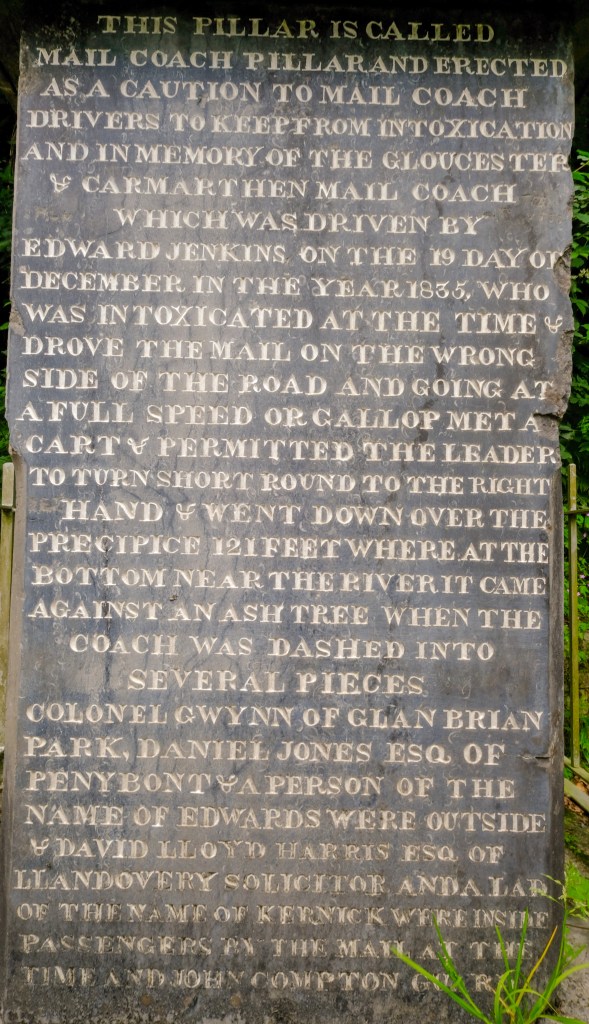 THIS PILLAR IS CALLED
MAIL COACH PILLAR AND ERECTED
AS A CAUTION TO MAIL COACH
DRIVERS TO KEEP FROM INTOXICATION
AND IN MEMORY OF THE GLOUCESTER
& CARMARTHEN MAIL COACH
WHICH WAS DRIVEN BY
EDWARD JENKINS ON THE 19 DAY OF
DECEMBER IN THE YEAR 1835, WHO
WAS INTOXICATED AT THE TIME &
DROVE THE MAIL ON THE WRONG
SIDE OF THE ROAD AND GOING AT
A FULL SPEED OR GALLOP MET A
CART & PERMITTED THE LEADER
TO TURN SHORT ROUND TO THE RIGHT
HAND & WENT DOWN OVER THE
PRECIPICE 121 FEET WHERE AT THE
BOTTOM NEAR THE RIVER IT CAME
AGAINST AN ASH TREE WHEN THE
COACH WAS DASHED INTO
SEVERAL PIECES
COLONEL GWYNN OF GLAN BRIAN
PARK, DANIEL JONES ESQ OF
PENYBONT & A PERSON OF THE
NAME OF EDWARDS WERE OUTSIDE
& DAVID LLOYD HARRIS ESQ OF
LLANDOVERY SOLICITOR AND A LAD
OF THE NAME OF KERNICK WERE INSIDE
PASSENGERS BY THE MAIL AT THE
TIME AND JOHN COMPTON GUARD